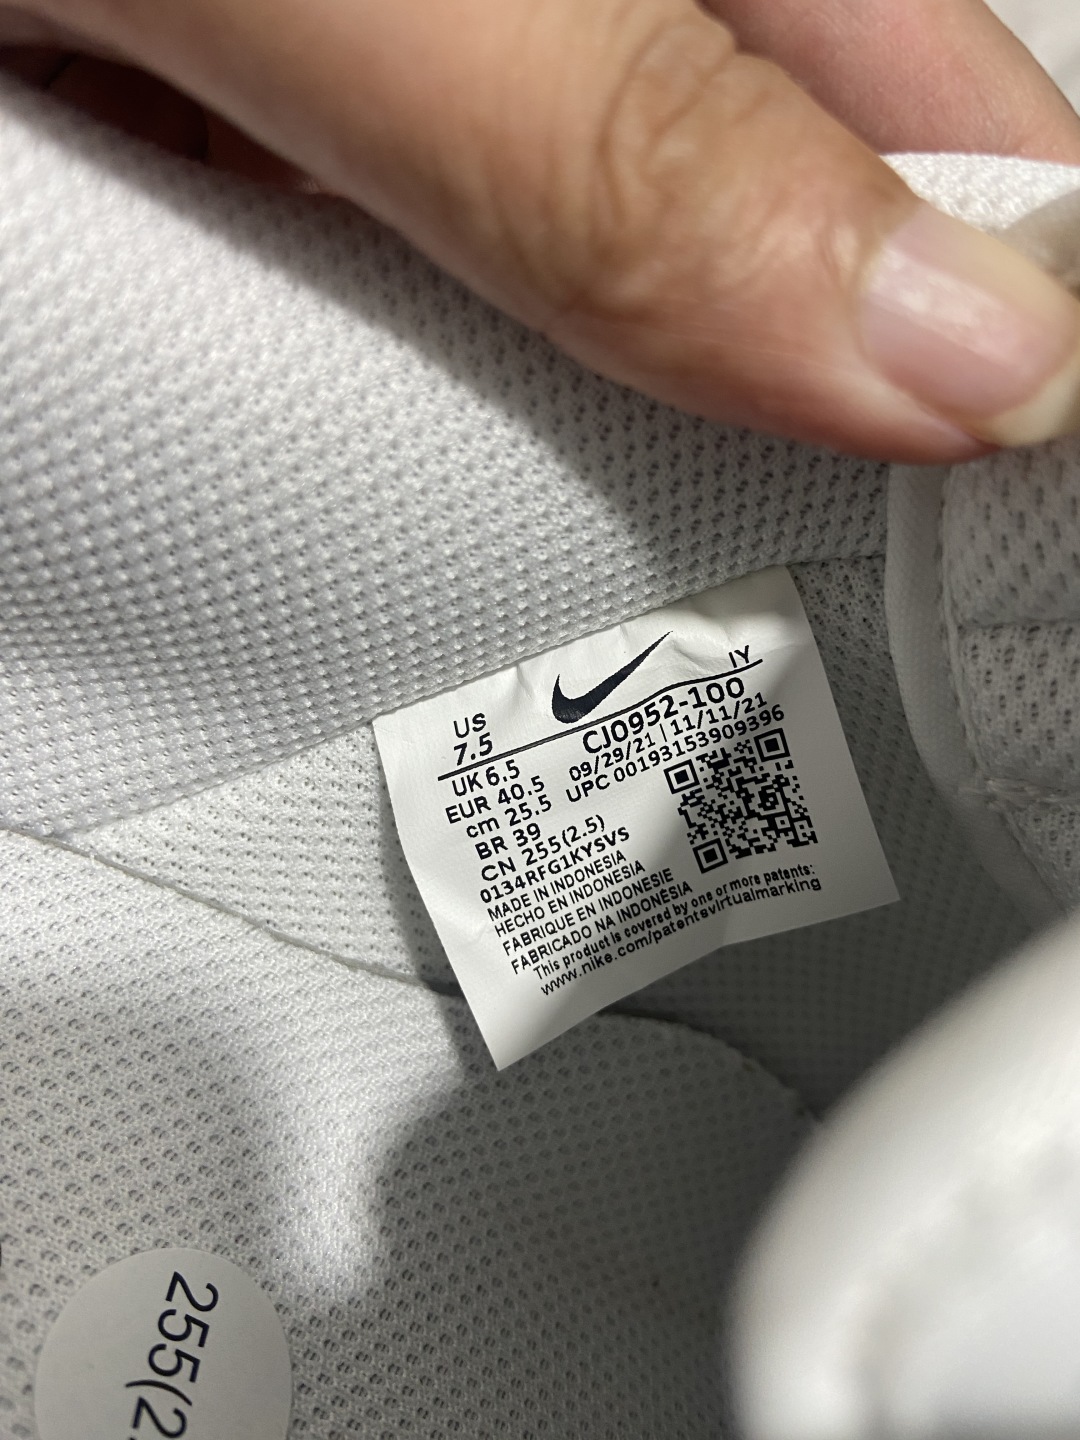 US
7.5
IY
CJ0952-100
09/29/21 | 11/11/21
UPC 00193153909396
UK 6.5
EUR 40.5
cm 25.5
BR 39
CN 255(2.5)
0134RFG1KYSVS
MADE IN INDONESIA
HECHO EN INDONESIA
FABRIQUE EN INDONESIE
FABRICADO NA INDONÉSIA
This product is covered by one or more patents:
www.nike.com/patentsvirtualmarking
255(2.